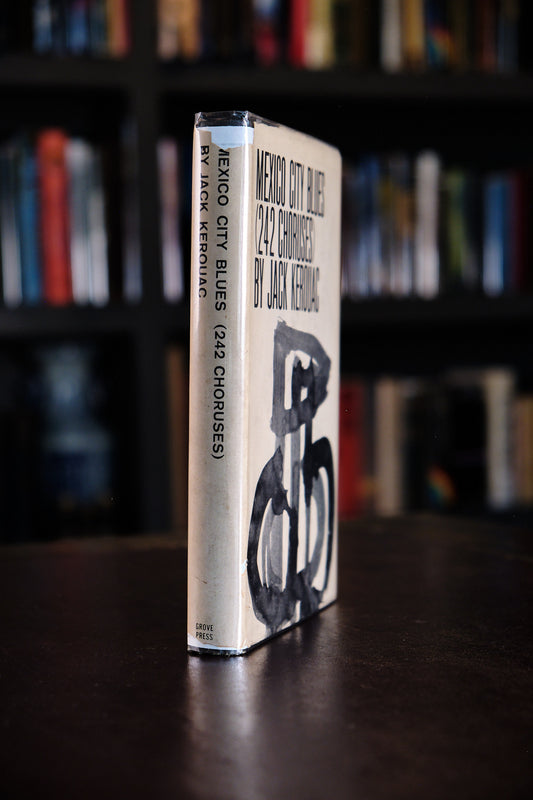 MEXICO CITY BLUES (242 CHORUSES)
BY JACK KEROUAC
GROVE
PRESS
MEXICO CITY BLUES
(242 CHORUSES)
BY JACK KEROUAC